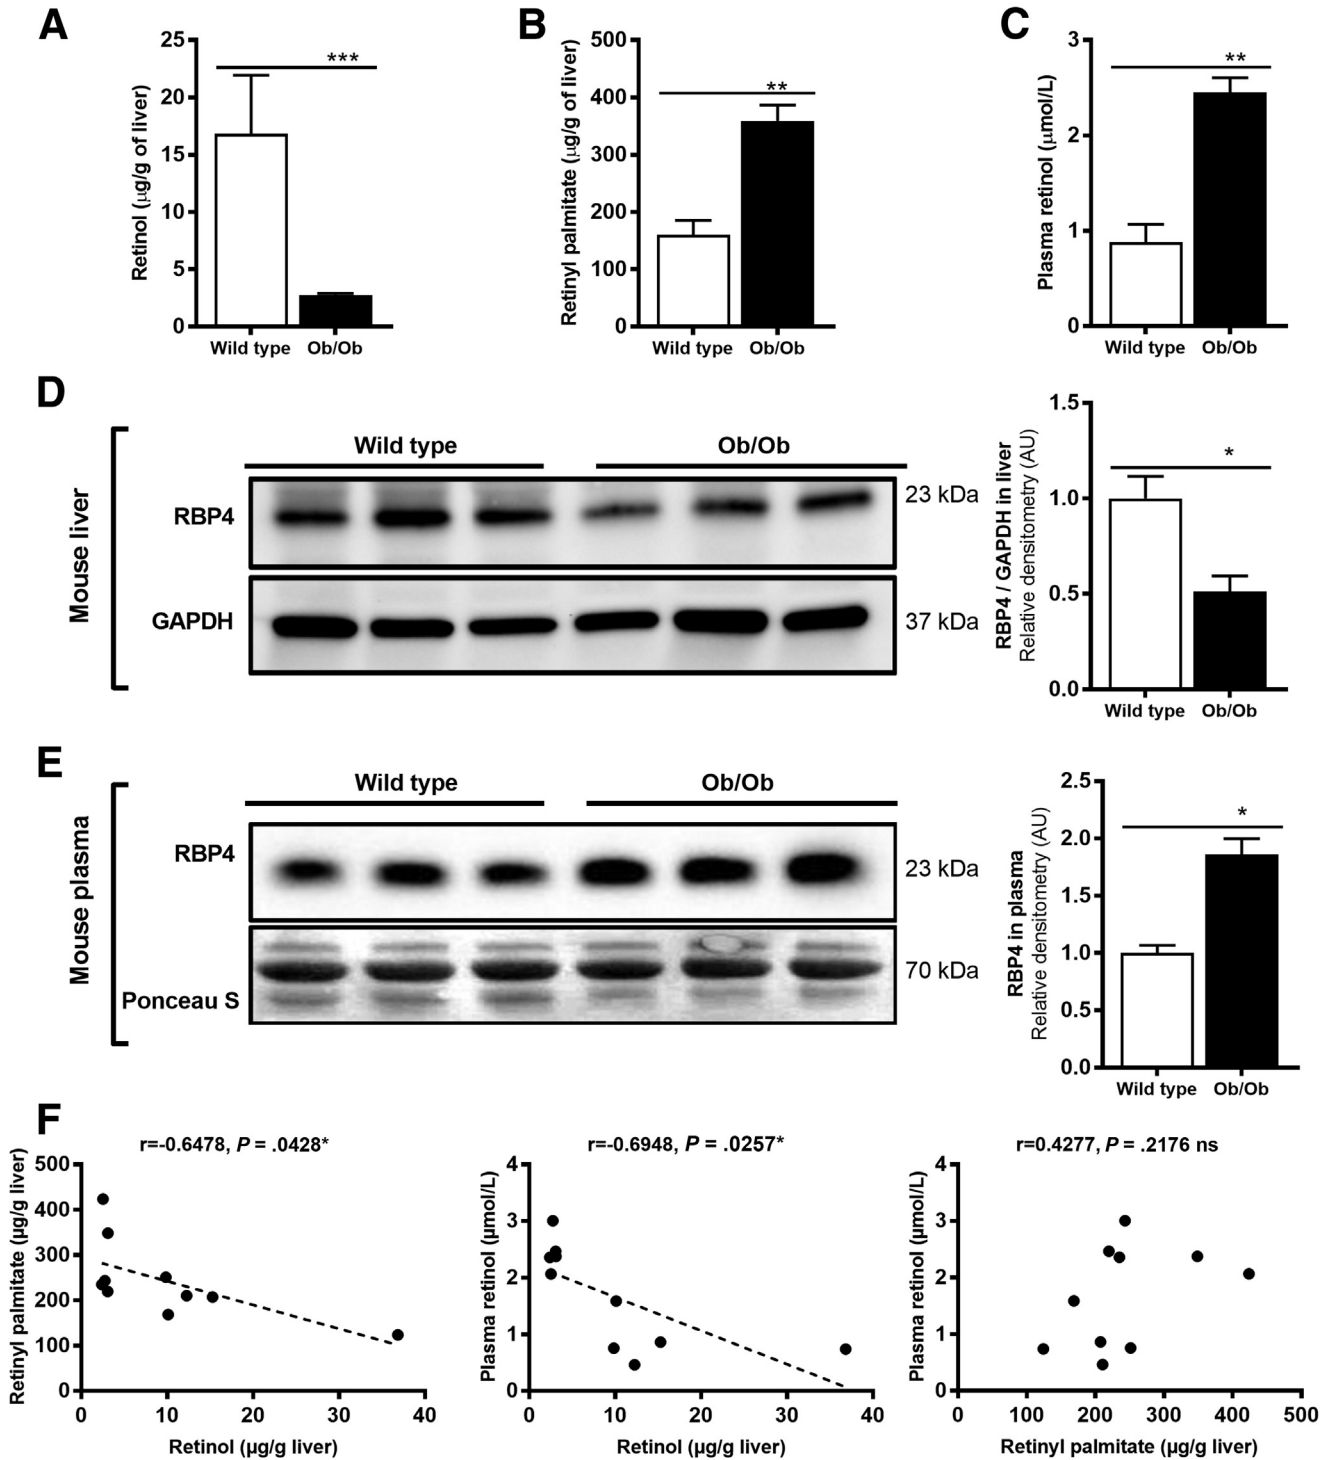 A
Retinol (μg/g of liver)
25
20
15
10
5
0
***
Wild type Ob/Ob
B
Retinyl palmitate (μg/g of liver)
500
400
300
200
100
0
**
Wild type Ob/Ob
C
Plasma retinol (μmol/L)
3
2
1
0
**
Wild type Ob/Ob
D
Mouse liver
Wild type Ob/Ob
RBP4 23 kDa
GAPDH 37 kDa
RBP4 / GAPDH in liver
Relative densitometry (AU)
1.5
1.0
0.5
0.0
*
Wild type Ob/Ob
E
Mouse plasma
Wild type Ob/Ob
RBP4 23 kDa
70 kDa
Ponceau S
RBP4 in plasma
Relative densitometry (AU)
2.5
2.0
1.5
1.0
0.5
0.0
*
Wild type Ob/Ob
F
r=-0.6478, P = .0428*
Retinyl palmitate (μg/g liver)
500
400
300
200
100
0
0 10 20 30 40
Retinol (μg/g liver)
r=-0.6948, P = .0257*
Plasma retinol (μmol/L)
4
3
2
1
0
0 10 20 30 40
Retinol (μg/g liver)
r=0.4277, P = .2176 ns
Plasma retinol (μmol/L)
4
3
2
1
0
0 100 200 300 400 500
Retinyl palmitate (μg/g liver)